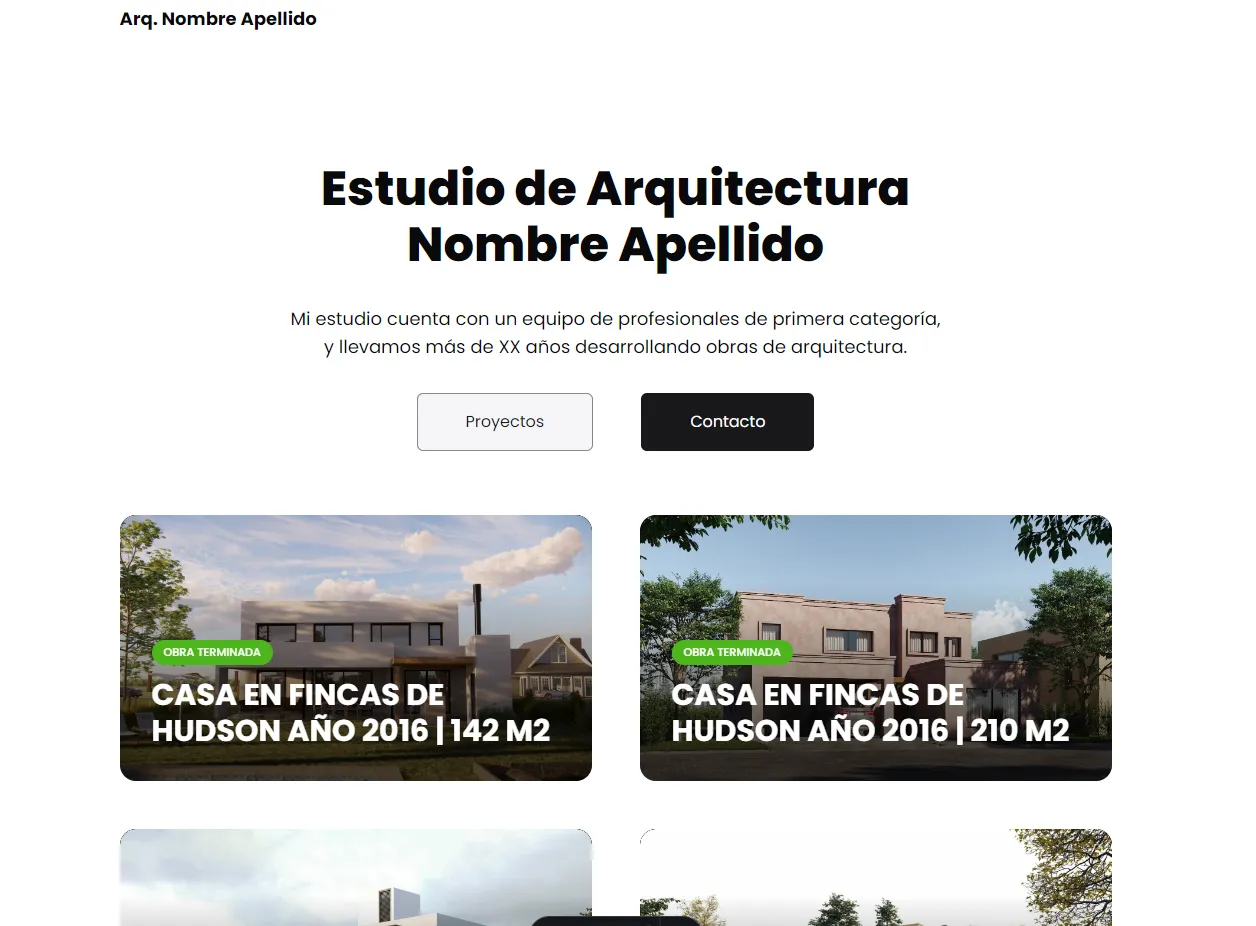 Arq. Nombre Apellido
Estudio de Arquitectura
Nombre Apellido
Mi estudio cuenta con un equipo de profesionales de primera categoría,
y llevamos más de XX años desarrollando obras de arquitectura.
Proyectos
Contacto
OBRA TERMINADA
CASA EN FINCAS DE
HUDSON AÑO 2016 | 142 M2
OBRA TERMINADA
CASA EN FINCAS DE
HUDSON AÑO 2016 | 210 M2